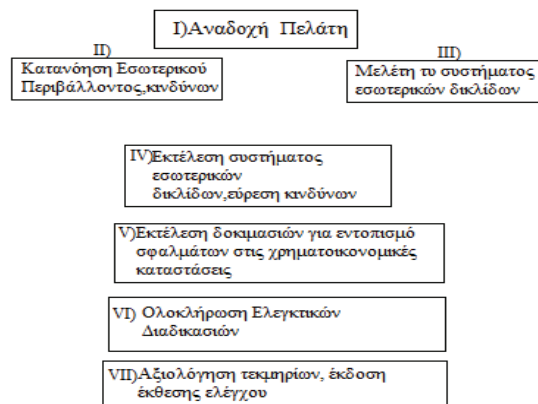 I)Αναδοχή Πελάτη
II)
Κατανόηση Εσωτερικού
Περιβάλλοντος,κινδύνων
III)
Μελέτη τυ συστήματος
εσωτερικών δικλίδων
IV)Εκτέλεση συστήματος
εσωτερικών
δικλίδων,εύρεση κινδύνων
V)Εκτέλεση δοκιμασιών για εντοπισμό
σφαλμάτων στις χρηματοικονομικές
καταστάσεις
VI) Ολοκλήρωση Ελεγκτικών
Διαδικασιών
VII)Αξιολόγηση τεκμηρίων, έκδοση
έκθεσης ελέγχου